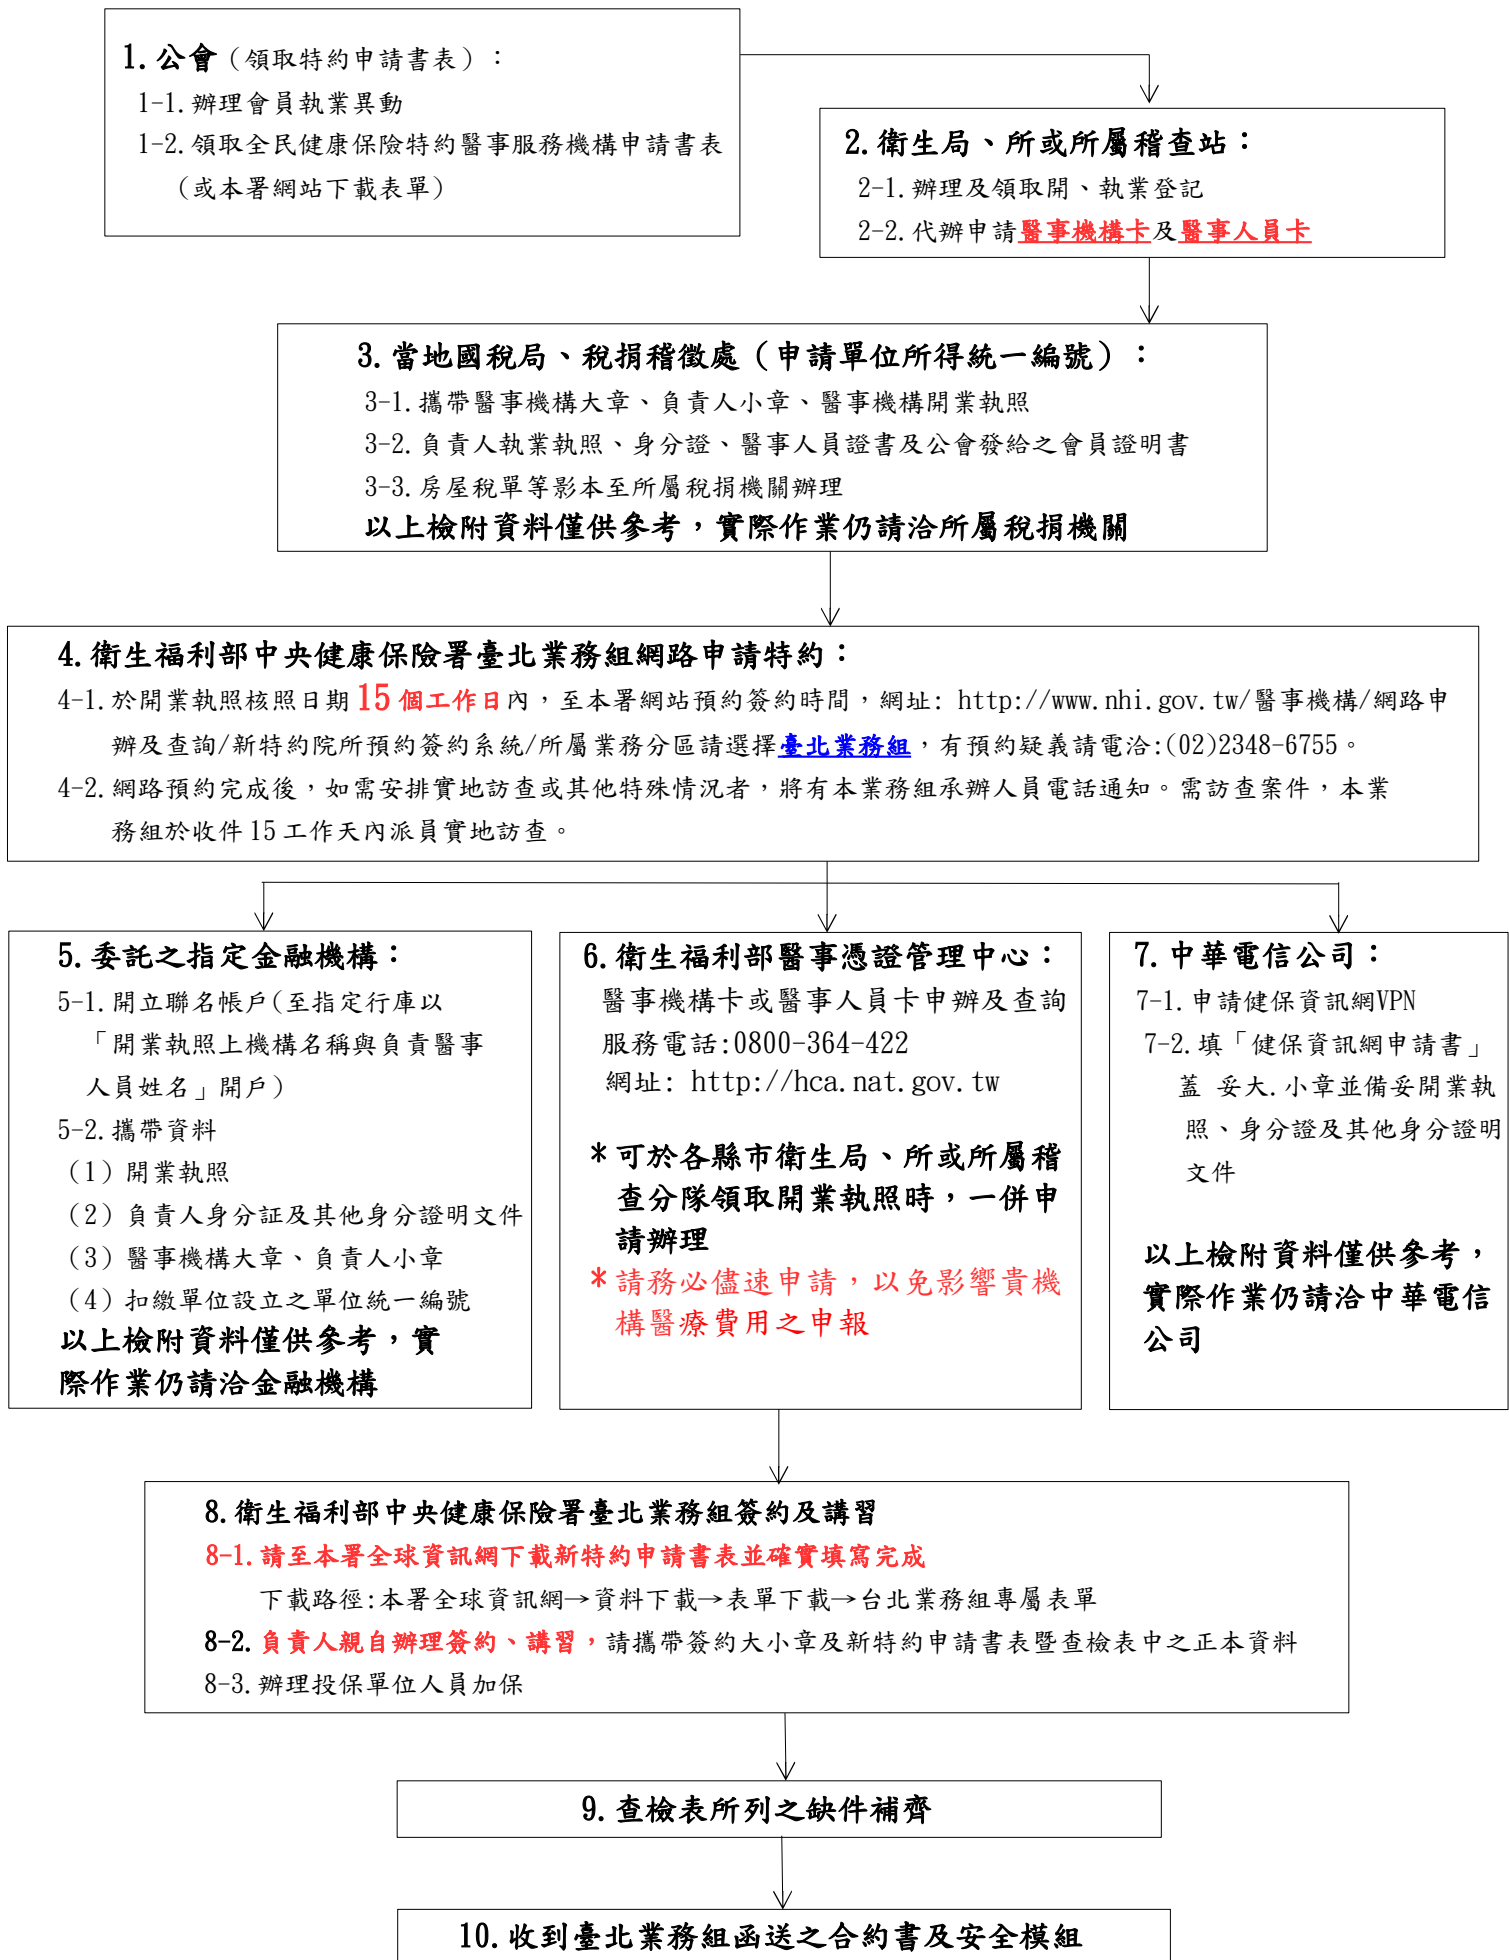 1.公會（領取特約申請書表）：
1-1.辦理會員執業異動
1-2.領取全民健康保險特約醫事服務機構申請書表
（或本署網站下載表單）
2.衛生局、所或所屬稽查站：
2-1.辦理及領取開、執業登記
2-2.代辦申請醫事機構卡及醫事人員卡
3.當地國稅局、稅捐稽徵處（申請單位所得統一編號）：
3-1.攜帶醫事機構大章、負責人小章、醫事機構開業執照
3-2.負責人執業執照、身分證、醫事人員證書及公會發給之會員證明書
3-3.房屋稅單等影本至所屬稅捐機關辦理
以上檢附資料僅供參考，實際作業仍請洽所屬稅捐機關
4.衛生福利部中央健康保險署臺北業務組網路申請特約：
4-1.於開業執照核照日期15個工作日內，至本署網站預約簽約時間，網址: http://www.nhi.gov.tw/醫事機構/網路申
辦及查詢/新特約院所預約簽約系統/所屬業務分區請選擇臺北業務組，有預約疑義請電洽:(02)2348-6755。
4-2.網路預約完成後，如需安排實地訪查或其他特殊情況者，將有本業務組承辦人員電話通知。需訪查案件，本業
務組於收件15工作天內派員實地訪查。
5.委託之指定金融機構：
5-1.開立聯名帳戶(至指定行庫以
「開業執照上機構名稱與負責醫事
人員姓名」開戶)
5-2.攜帶資料
（1）開業執照
（2）負責人身分証及其他身分證明文件
（3）醫事機構大章、負責人小章
（4）扣繳單位設立之單位統一編號
以上檢附資料僅供參考，實
際作業仍請洽金融機構
6.衛生福利部醫事憑證管理中心：
醫事機構卡或醫事人員卡申辦及查詢
服務電話:0800-364-422
網址: http://hca.nat.gov.tw
*可於各縣市衛生局、所或所屬稽
查分隊領取開業執照時，一併申
請辦理
*請務必儘速申請，以免影響貴機
構醫療費用之申報
7.中華電信公司：
7-1.申請健保資訊網VPN
7-2.填「健保資訊網申請書」
蓋 妥大.小章並備妥開業執
照、身分證及其他身分證明
文件
以上檢附資料僅供參考，
實際作業仍請洽中華電信
公司
8.衛生福利部中央健康保險署臺北業務組簽約及講習
8-1.請至本署全球資訊網下載新特約申請書表並確實填寫完成
下載路徑:本署全球資訊網→資料下載→表單下載→台北業務組專屬表單
8-2.負責人親自辦理簽約、講習，請攜帶簽約大小章及新特約申請書表暨查檢表中之正本資料
8-3.辦理投保單位人員加保
9.查檢表所列之缺件補齊
10.收到臺北業務組函送之合約書及安全模組